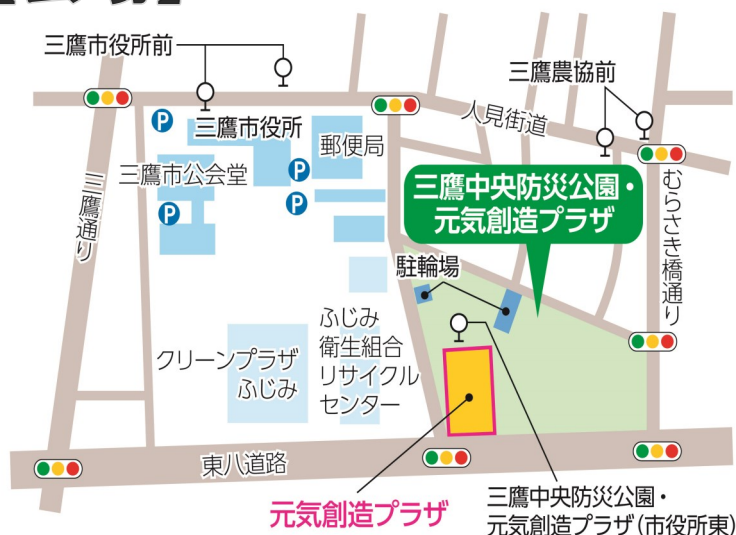 三鷹市役所前
三鷹農協前
人見街道
P
三鷹市役所
郵便局
三鷹市公会堂
P
P
P
三鷹通り
三鷹中央防災公園・
元気創造プラザ
むらさき橋通り
駐輪場
ふじみ
衛生組合
リサイクル
センター
クリーンプラザ
ふじみ
東八道路
元気創造プラザ
三鷹中央防災公園・
元気創造プラザ(市役所東)